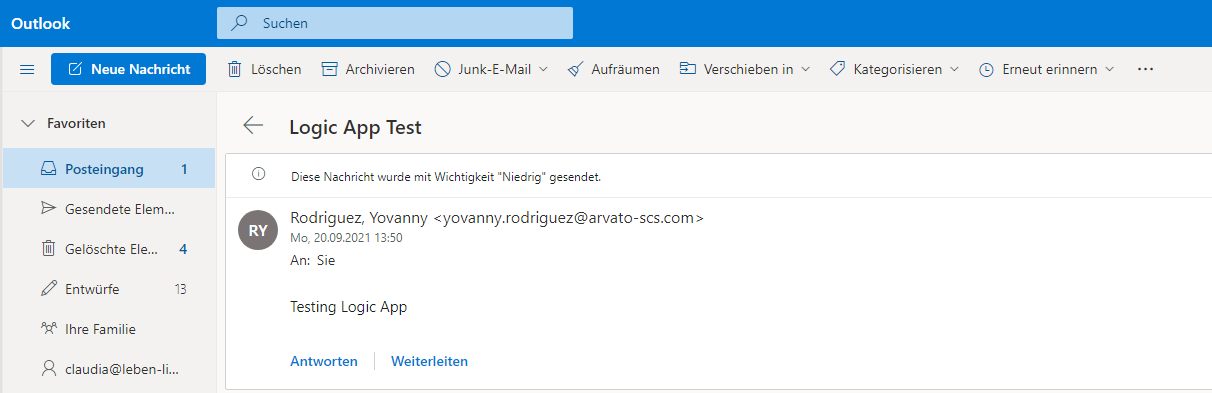 Outlook
Suchen
Neue Nachricht Löschen Archivieren Junk-E-Mail Aufräumen Verschieben in Kategorisieren Erneut erinnern ...
Favoriten
Posteingang 1
Gesendete Elem...
Gelöschte Ele... 4
Entwürfe 13
Ihre Familie
claudia@leben-li...
Logic App Test
Diese Nachricht wurde mit Wichtigkeit "Niedrig" gesendet.
RY
Rodriguez, Yovanny <yovanny.rodriguez@arvato-scs.com>
Mo, 20.09.2021 13:50
An: Sie
Testing Logic App
Antworten Weiterleiten